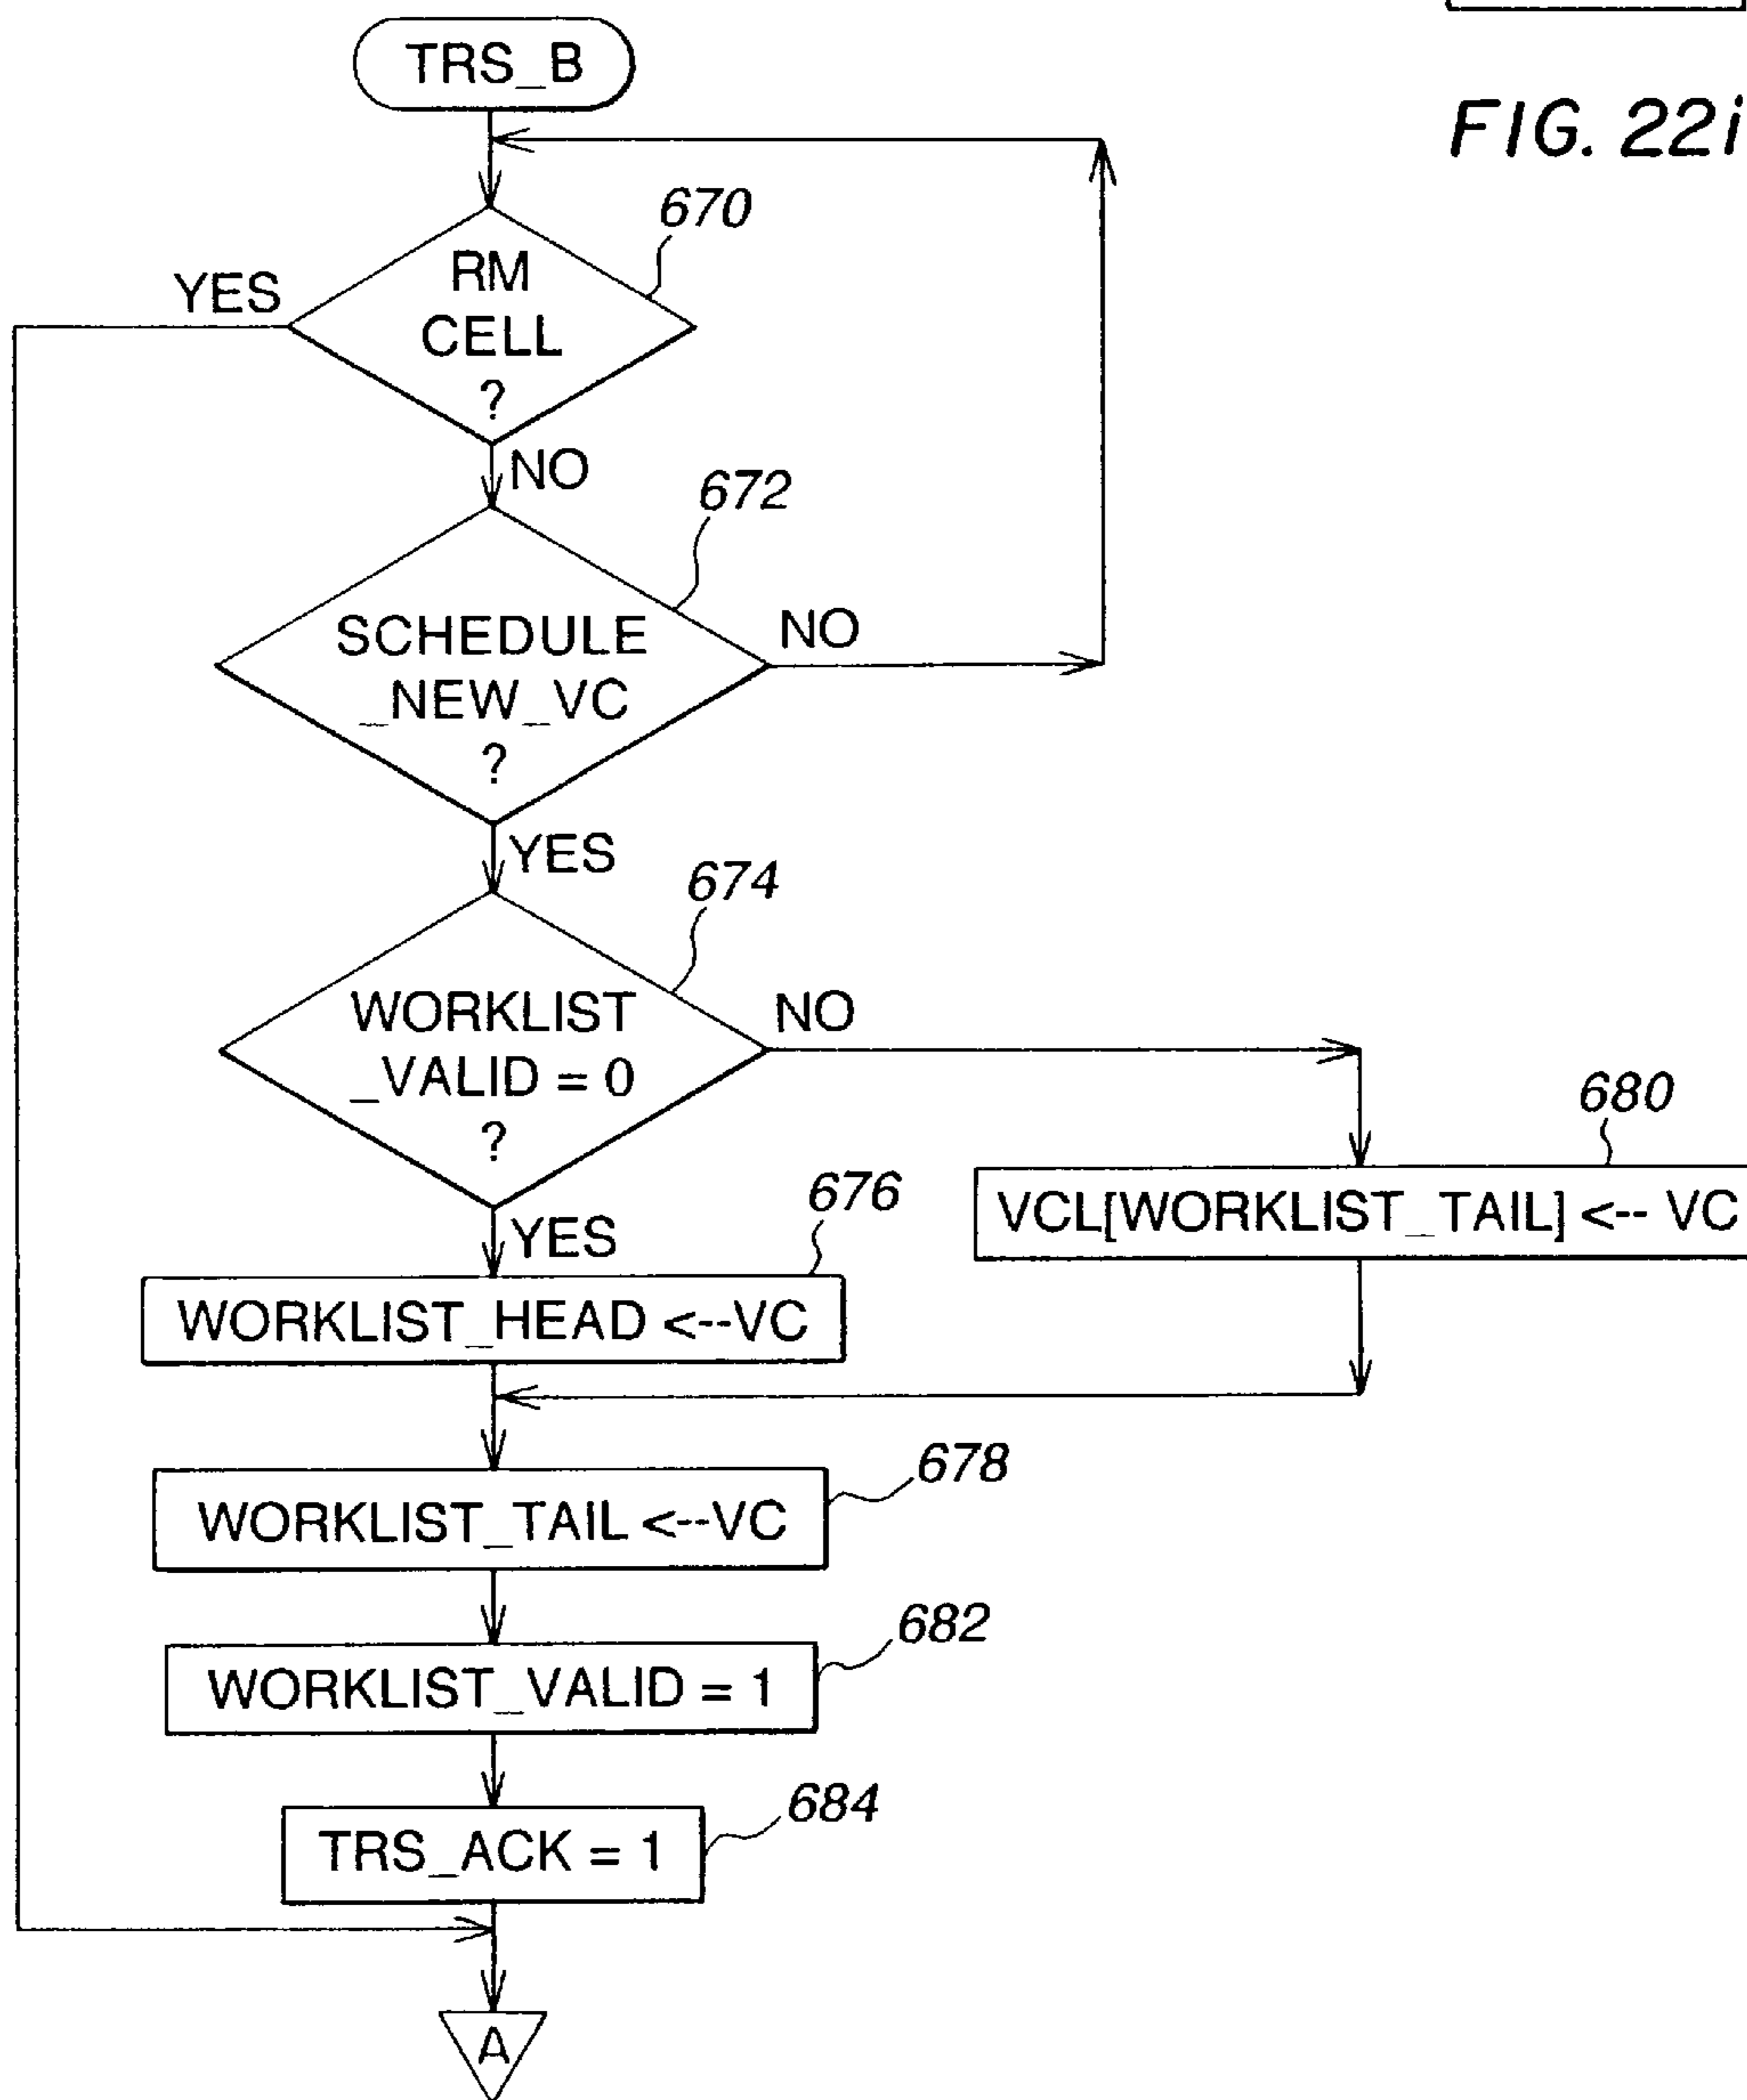 TRS_B
FIG. 22i
670
RM
CELL
?
YES
NO
672
SCHEDULE
_NEW_VC
?
NO
YES
674
WORKLIST
_VALID = 0
?
NO
680
VCL[WORKLIST_TAIL] <-- VC
676
YES
WORKLIST_HEAD <--VC
678
WORKLIST_TAIL <--VC
682
WORKLIST_VALID = 1
684
TRS_ACK = 1
A